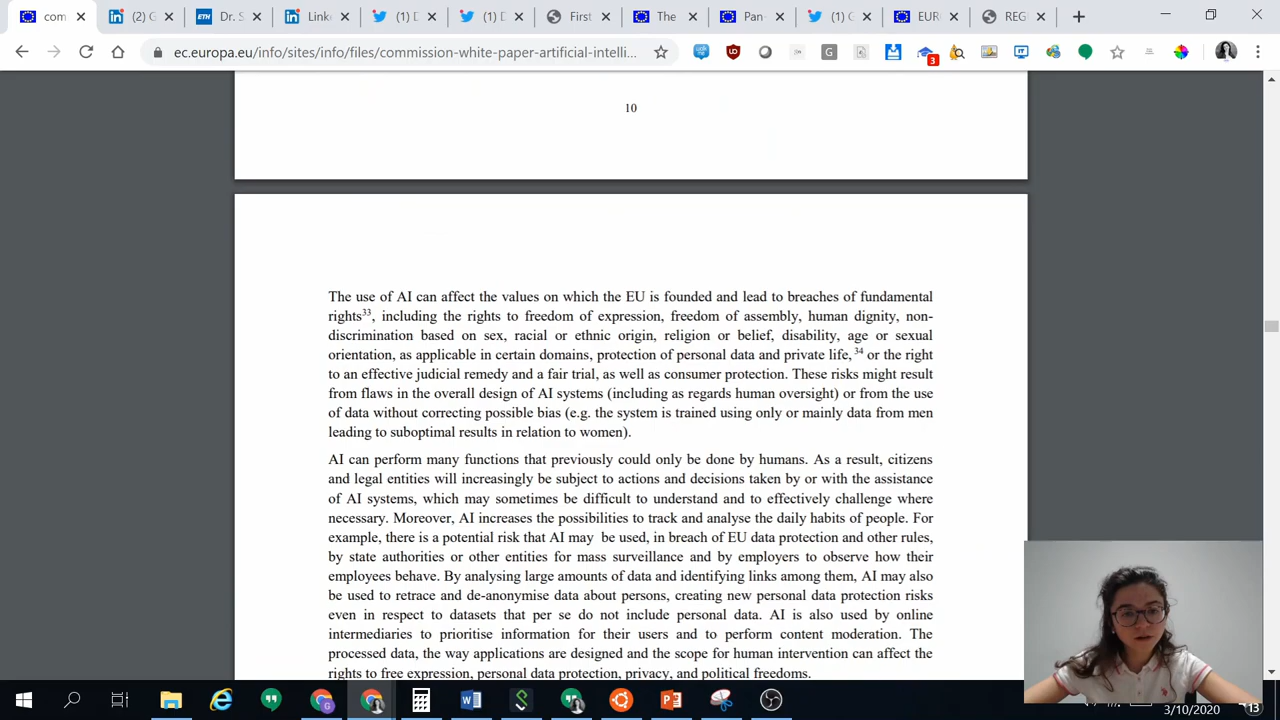 com
(2) G
Dr. S
Linke
(1) D
(1) D
First
The
Pan-
(1) G
EUR
REG
ec.europa.eu/info/sites/info/files/commission-white-paper-artificial-intelli...
G
3
10
The use of AI can affect the values on which the EU is founded and lead to breaches of fundamental
rights33, including the rights to freedom of expression, freedom of assembly, human dignity, non-
discrimination based on sex, racial or ethnic origin, religion or belief, disability, age or sexual
orientation, as applicable in certain domains, protection of personal data and private life, 34 or the right
to an effective judicial remedy and a fair trial, as well as consumer protection. These risks might result
from flaws in the overall design of AI systems (including as regards human oversight) or from the use
of data without correcting possible bias (e.g. the system is trained using only or mainly data from men
leading to suboptimal results in relation to women).
AI can perform many functions that previously could only be done by humans. As a result, citizens
and legal entities will increasingly be subject to actions and decisions taken by or with the assistance
of AI systems, which may sometimes be difficult to understand and to effectively challenge where
necessary. Moreover, AI increases the possibilities to track and analyse the daily habits of people. For
example, there is a potential risk that AI may be used, in breach of EU data protection and other rules,
by state authorities or other entities for mass surveillance and by employers to observe how their
employees behave. By analysing large amounts of data and identifying links among them, AI may also
be used to retrace and de-anonymise data about persons, creating new personal data protection risks
even in respect to datasets that per se do not include personal data. AI is also used by online
intermediaries to prioritise information for their users and to perform content moderation. The
processed data, the way applications are designed and the scope for human intervention can affect the
rights to free expression, personal data protection, privacy, and political freedoms.
3/10/2020
13